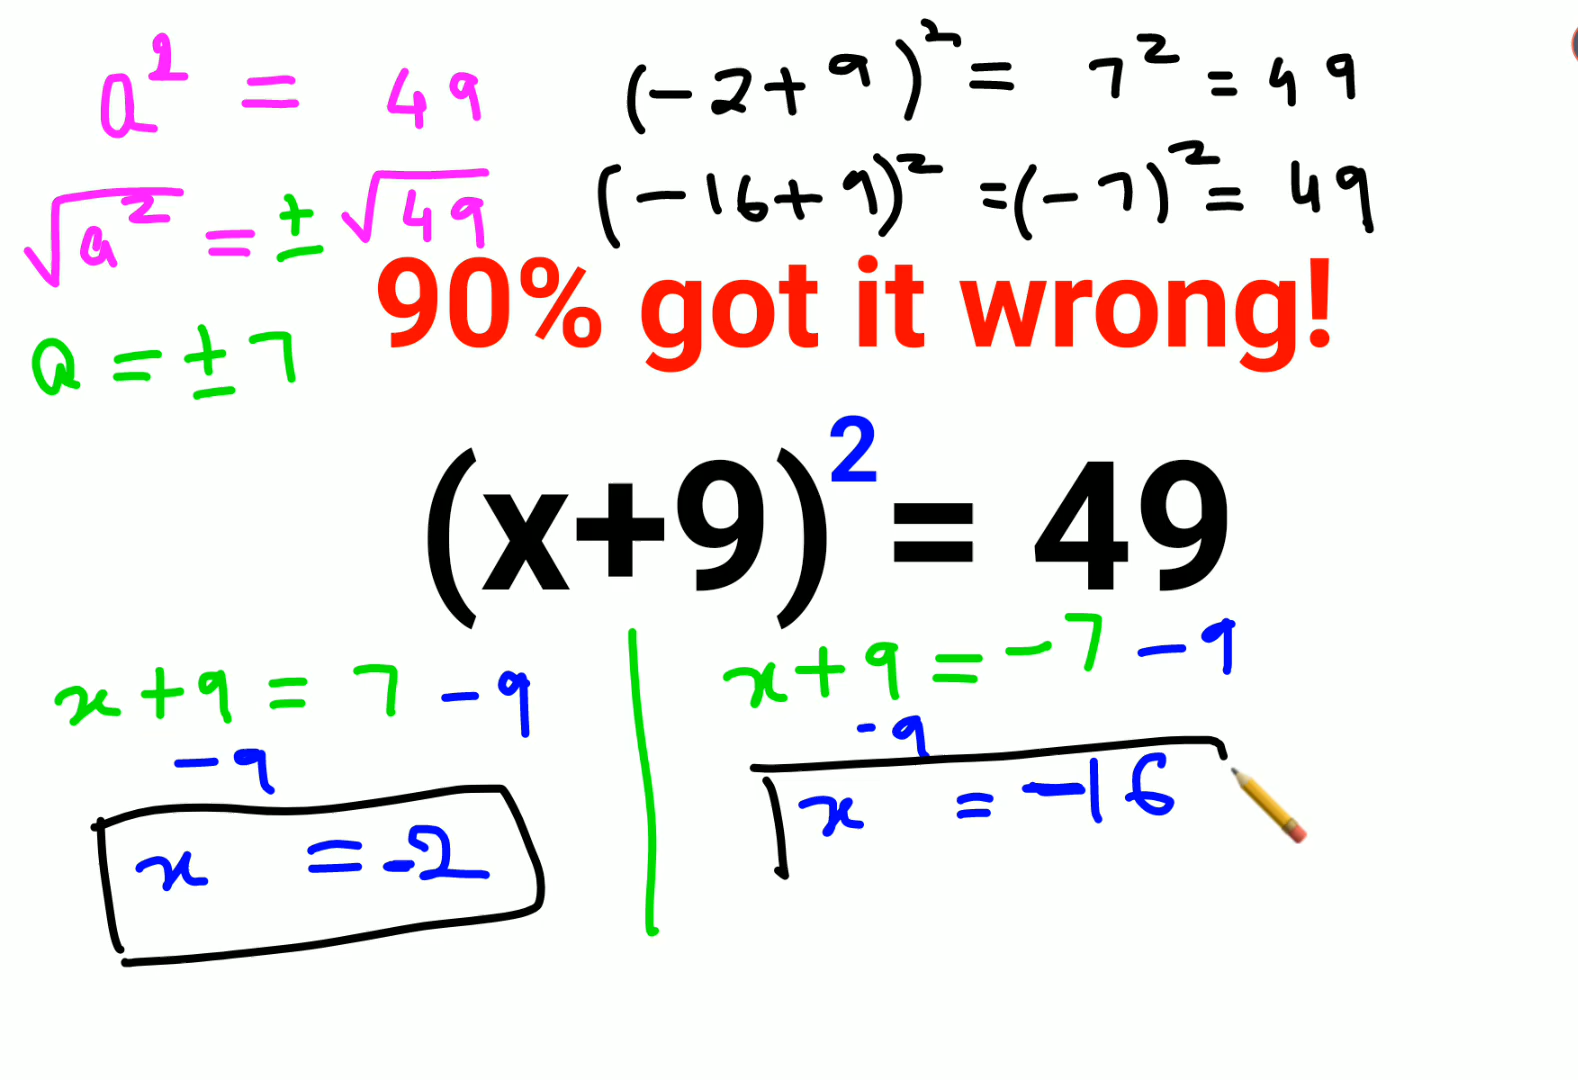 a² = 49
(-2+9)² = 7² = 49
√a² = ± √49
(-16+9)² = (-7)² = 49
a = ±7
90% got it wrong!
(x+9)² = 49
x+9 = 7 -9
-9
x = -2
x+9 = -7 -9
-9
x = -16